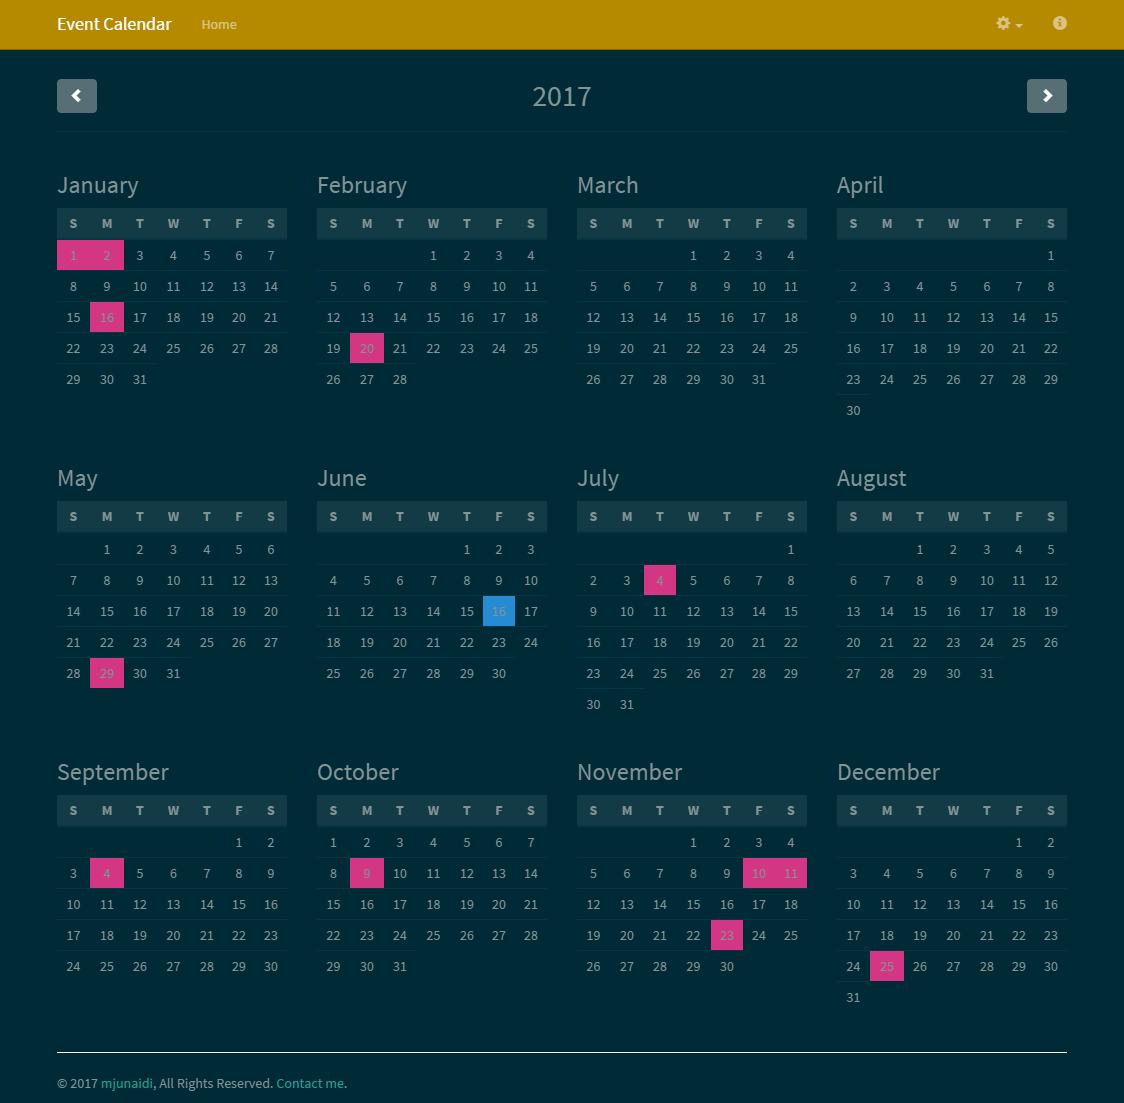 Event Calendar Home
2017
January February March April
S M T W T F S S M T W T F S S M T W T F S S M T W T F S
1 2 3 4 5 6 7 1 2 3 4 1 2 3 4 1
8 9 10 11 12 13 14 5 6 7 8 9 10 11 5 6 7 8 9 10 11 2 3 4 5 6 7 8
15 16 17 18 19 20 21 12 13 14 15 16 17 18 12 13 14 15 16 17 18 9 10 11 12 13 14 15
22 23 24 25 26 27 28 19 20 21 22 23 24 25 19 20 21 22 23 24 25 16 17 18 19 20 21 22
29 30 31 26 27 28 26 27 28 29 30 31 23 24 25 26 27 28 29
30
May June July August
S M T W T F S S M T W T F S S M T W T F S S M T W T F S
1 2 3 4 5 6 1 2 3 1 1 2 3 4 5
7 8 9 10 11 12 13 4 5 6 7 8 9 10 2 3 4 5 6 7 8 6 7 8 9 10 11 12
14 15 16 17 18 19 20 11 12 13 14 15 16 17 9 10 11 12 13 14 15 13 14 15 16 17 18 19
21 22 23 24 25 26 27 18 19 20 21 22 23 24 16 17 18 19 20 21 22 20 21 22 23 24 25 26
28 29 30 31 25 26 27 28 29 30 23 24 25 26 27 28 29 27 28 29 30 31
30 31
September October November December
S M T W T F S S M T W T F S S M T W T F S S M T W T F S
1 2 1 2 3 4 5 6 7 1 2 3 4 1 2
3 4 5 6 7 8 9 8 9 10 11 12 13 14 5 6 7 8 9 10 11 3 4 5 6 7 8 9
10 11 12 13 14 15 16 15 16 17 18 19 20 21 12 13 14 15 16 17 18 10 11 12 13 14 15 16
17 18 19 20 21 22 23 22 23 24 25 26 27 28 19 20 21 22 23 24 25 17 18 19 20 21 22 23
24 25 26 27 28 29 30 29 30 31 26 27 28 29 30 24 25 26 27 28 29 30
31
© 2017 mjunaidi, All Rights Reserved. Contact me.